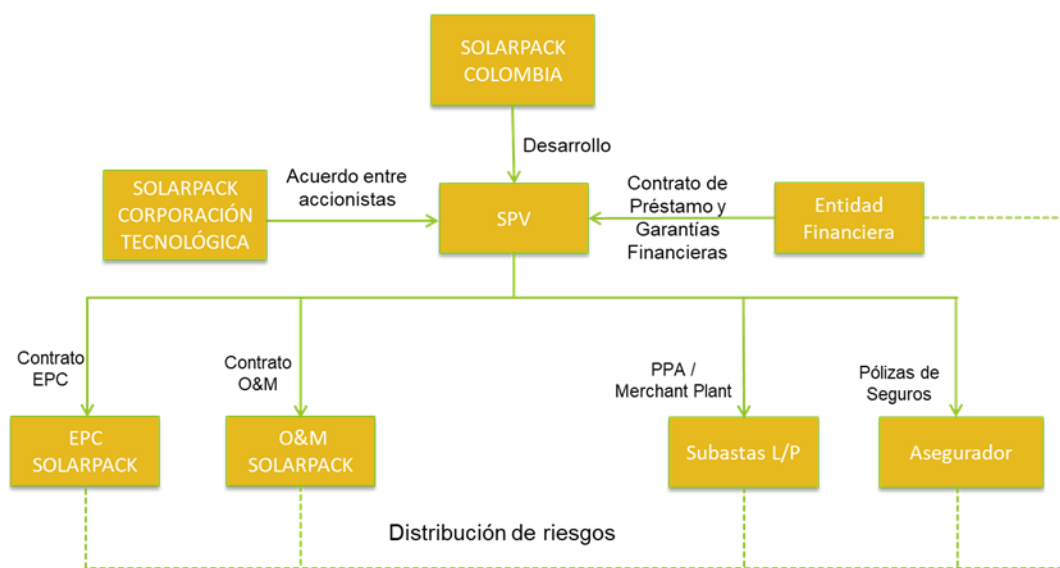 SOLARPACK
COLOMBIA
Desarrollo
SOLARPACK
CORPORACIÓN
TECNOLÓGICA
Acuerdo entre
accionistas
SPV
Contrato de
Préstamo y
Garantías
Financieras
Entidad
Financiera
Contrato
EPC
Contrato
O&M
PPA /
Merchant Plant
Pólizas de
Seguros
EPC
SOLARPACK
O&M
SOLARPACK
Subastas L/P
Asegurador
Distribución de riesgos